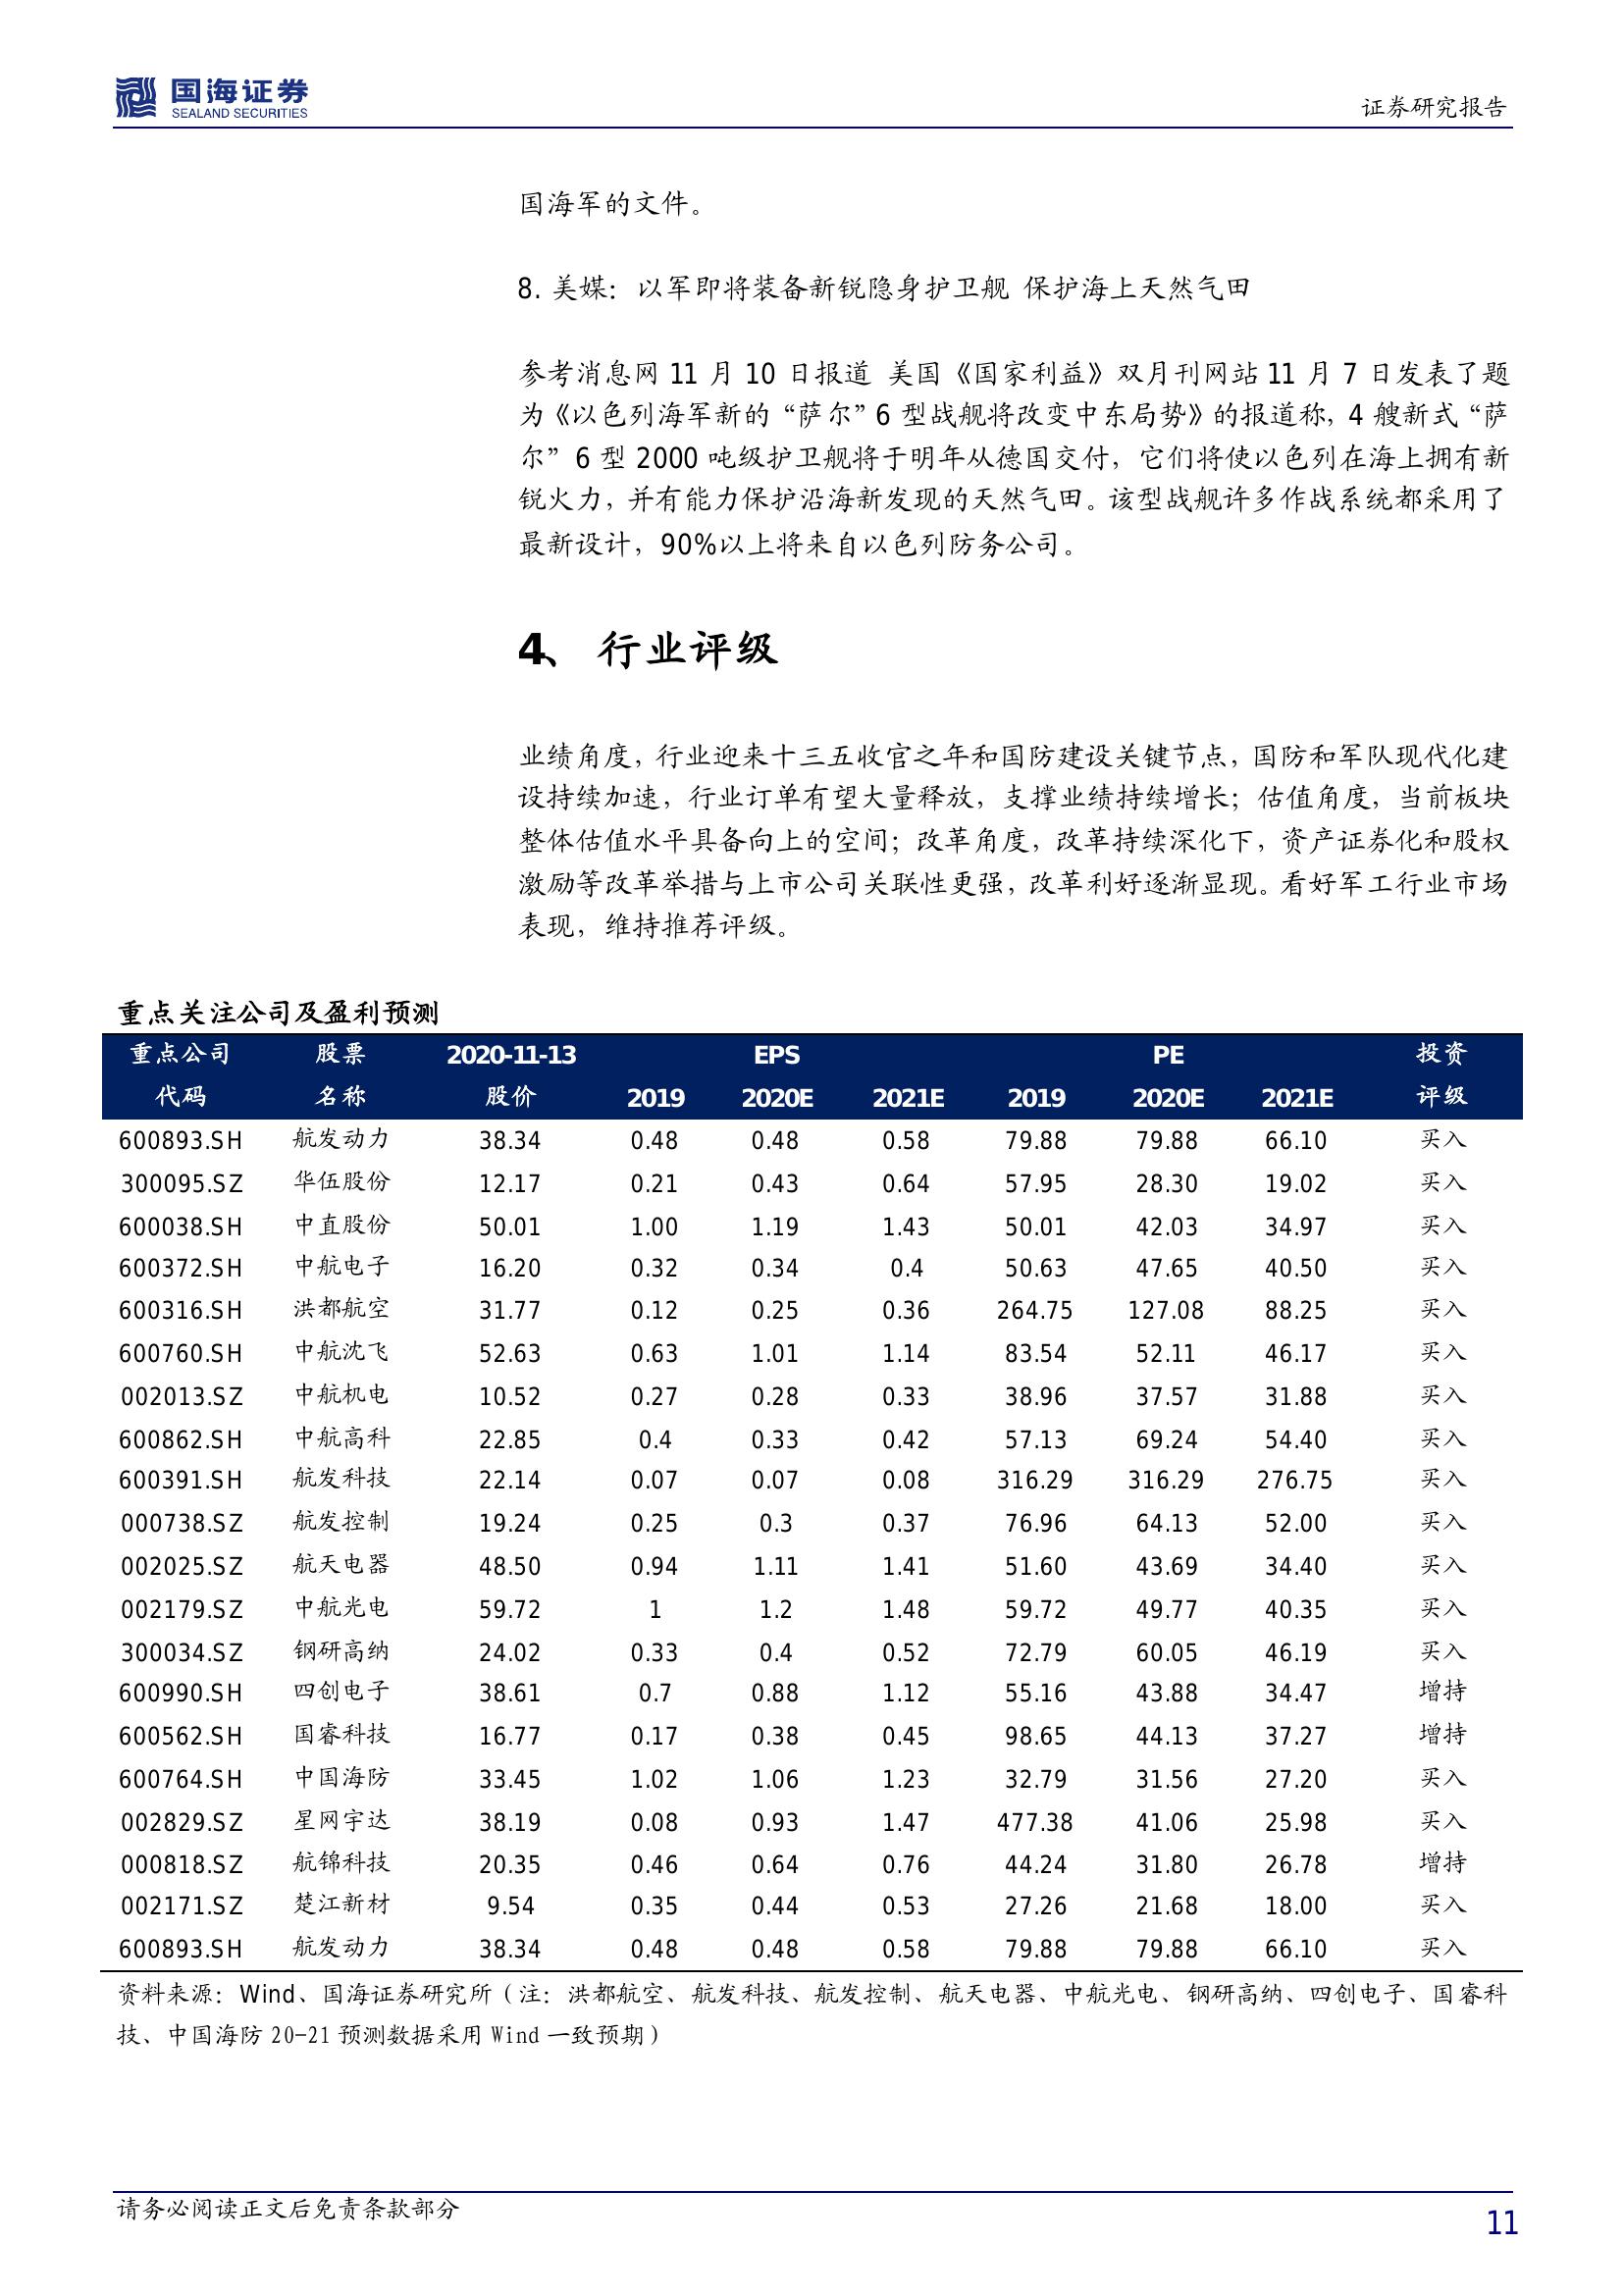 国海证券
SEALAND SECURITIES
证券研究报告
国海军的文件。
8. 美媒：以军即将装备新锐隐身护卫舰 保护海上天然气田
参考消息网 11 月 10 日报道 美国《国家利益》双月刊网站 11 月 7 日发表了题
为《以色列海军新的“萨尔”6 型战舰将改变中东局势》的报道称，4 艘新式“萨
尔”6 型 2000 吨级护卫舰将于明年从德国交付，它们将使以色列在海上拥有新
锐火力，并有能力保护沿海新发现的天然气田。该型战舰许多作战系统都采用了
最新设计，90%以上将来自以色列防务公司。
4、 行业评级
业绩角度，行业迎来十三五收官之年和国防建设关键节点，国防和军队现代化建
设持续加速，行业订单有望大量释放，支撑业绩持续增长；估值角度，当前板块
整体估值水平具备向上的空间；改革角度，改革持续深化下，资产证券化和股权
激励等改革举措与上市公司关联性更强，改革利好逐渐显现。看好军工行业市场
表现，维持推荐评级。
重点关注公司及盈利预测
重点公司 股票 2020-11-13 EPS PE 投资
代码 名称 股价 2019 2020E 2021E 2019 2020E 2021E 评级
600893.SH 航发动力 38.34 0.48 0.48 0.58 79.88 79.88 66.10 买入
300095.SZ 华伍股份 12.17 0.21 0.43 0.64 57.95 28.30 19.02 买入
600038.SH 中直股份 50.01 1.00 1.19 1.43 50.01 42.03 34.97 买入
600372.SH 中航电子 16.20 0.32 0.34 0.4 50.63 47.65 40.50 买入
600316.SH 洪都航空 31.77 0.12 0.25 0.36 264.75 127.08 88.25 买入
600760.SH 中航沈飞 52.63 0.63 1.01 1.14 83.54 52.11 46.17 买入
002013.SZ 中航机电 10.52 0.27 0.28 0.33 38.96 37.57 31.88 买入
600862.SH 中航高科 22.85 0.4 0.33 0.42 57.13 69.24 54.40 买入
600391.SH 航发科技 22.14 0.07 0.07 0.08 316.29 316.29 276.75 买入
000738.SZ 航发控制 19.24 0.25 0.3 0.37 76.96 64.13 52.00 买入
002025.SZ 航天电器 48.50 0.94 1.11 1.41 51.60 43.69 34.40 买入
002179.SZ 中航光电 59.72 1 1.2 1.48 59.72 49.77 40.35 买入
300034.SZ 钢研高纳 24.02 0.33 0.4 0.52 72.79 60.05 46.19 买入
600990.SH 四创电子 38.61 0.7 0.88 1.12 55.16 43.88 34.47 增持
600562.SH 国睿科技 16.77 0.17 0.38 0.45 98.65 44.13 37.27 增持
600764.SH 中国海防 33.45 1.02 1.06 1.23 32.79 31.56 27.20 买入
002829.SZ 星网宇达 38.19 0.08 0.93 1.47 477.38 41.06 25.98 买入
000818.SZ 航锦科技 20.35 0.46 0.64 0.76 44.24 31.80 26.78 增持
002171.SZ 楚江新材 9.54 0.35 0.44 0.53 27.26 21.68 18.00 买入
600893.SH 航发动力 38.34 0.48 0.48 0.58 79.88 79.88 66.10 买入
资料来源：Wind、国海证券研究所（注：洪都航空、航发科技、航发控制、航天电器、中航光电、钢研高纳、四创电子、国睿科
技、中国海防 20-21 预测数据采用 Wind 一致预期）
请务必阅读正文后免责条款部分
11